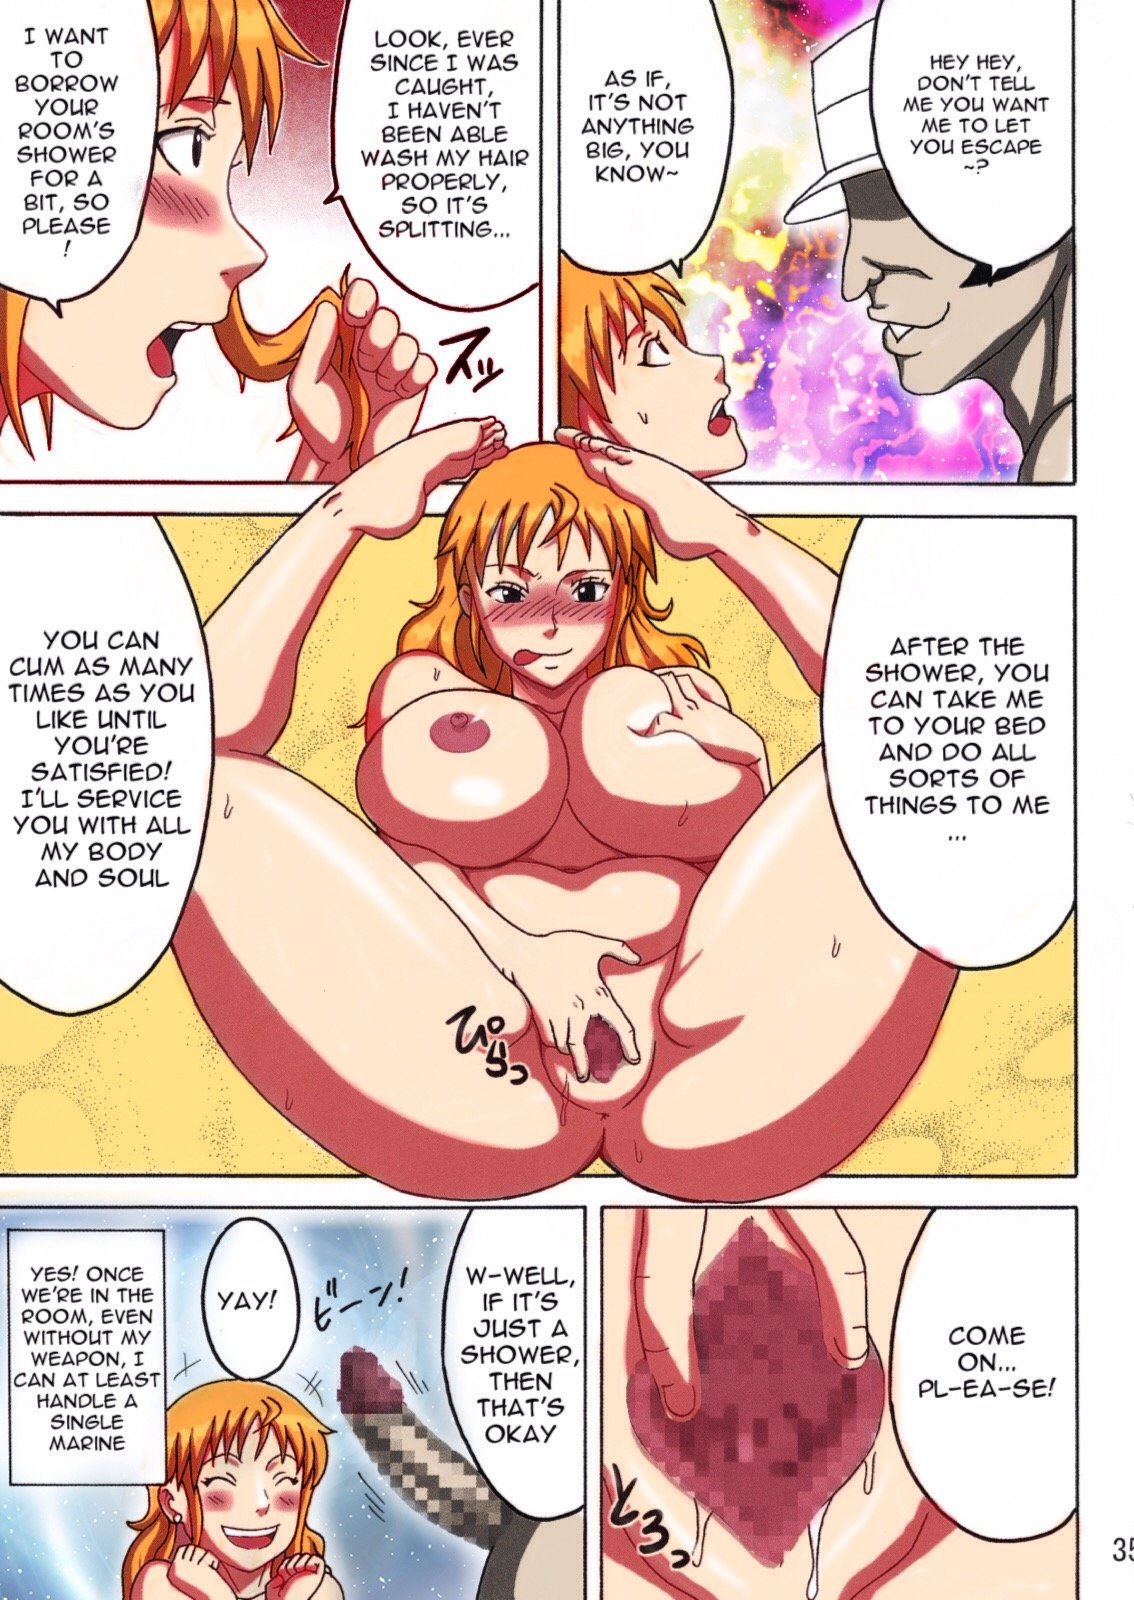 HEY HEY,
DON'T TELL
ME YOU WANT
ME TO LET
YOU ESCAPE
~?
AS IF,
IT'S NOT
ANYTHING
BIG, YOU
KNOW~
LOOK, EVER
SINCE I WAS
CAUGHT,
I HAVEN'T
BEEN ABLE
WASH MY HAIR
PROPERLY,
SO IT'S
SPLITTING...
I WANT
TO
BORROW
YOUR
ROOM'S
SHOWER
FOR A
BIT, SO
PLEASE
!
スッ
AFTER THE
SHOWER, YOU
CAN TAKE ME
TO YOUR BED
AND DO ALL
SORTS OF
THINGS TO ME
...
YOU CAN
CUM AS MANY
TIMES AS YOU
LIKE UNTIL
YOU'RE
SATISFIED!
I'LL SERVICE
YOU WITH ALL
MY BODY
AND SOUL
ぴらっ
COME
ON...
PL-EA-SE!
とろっ
W-WELL,
IF IT'S
JUST A
SHOWER,
THEN
THAT'S
OKAY
ビーン!
YAY!
YES! ONCE
WE'RE IN THE
ROOM, EVEN
WITHOUT MY
WEAPON, I
CAN AT LEAST
HANDLE A
SINGLE
MARINE
35